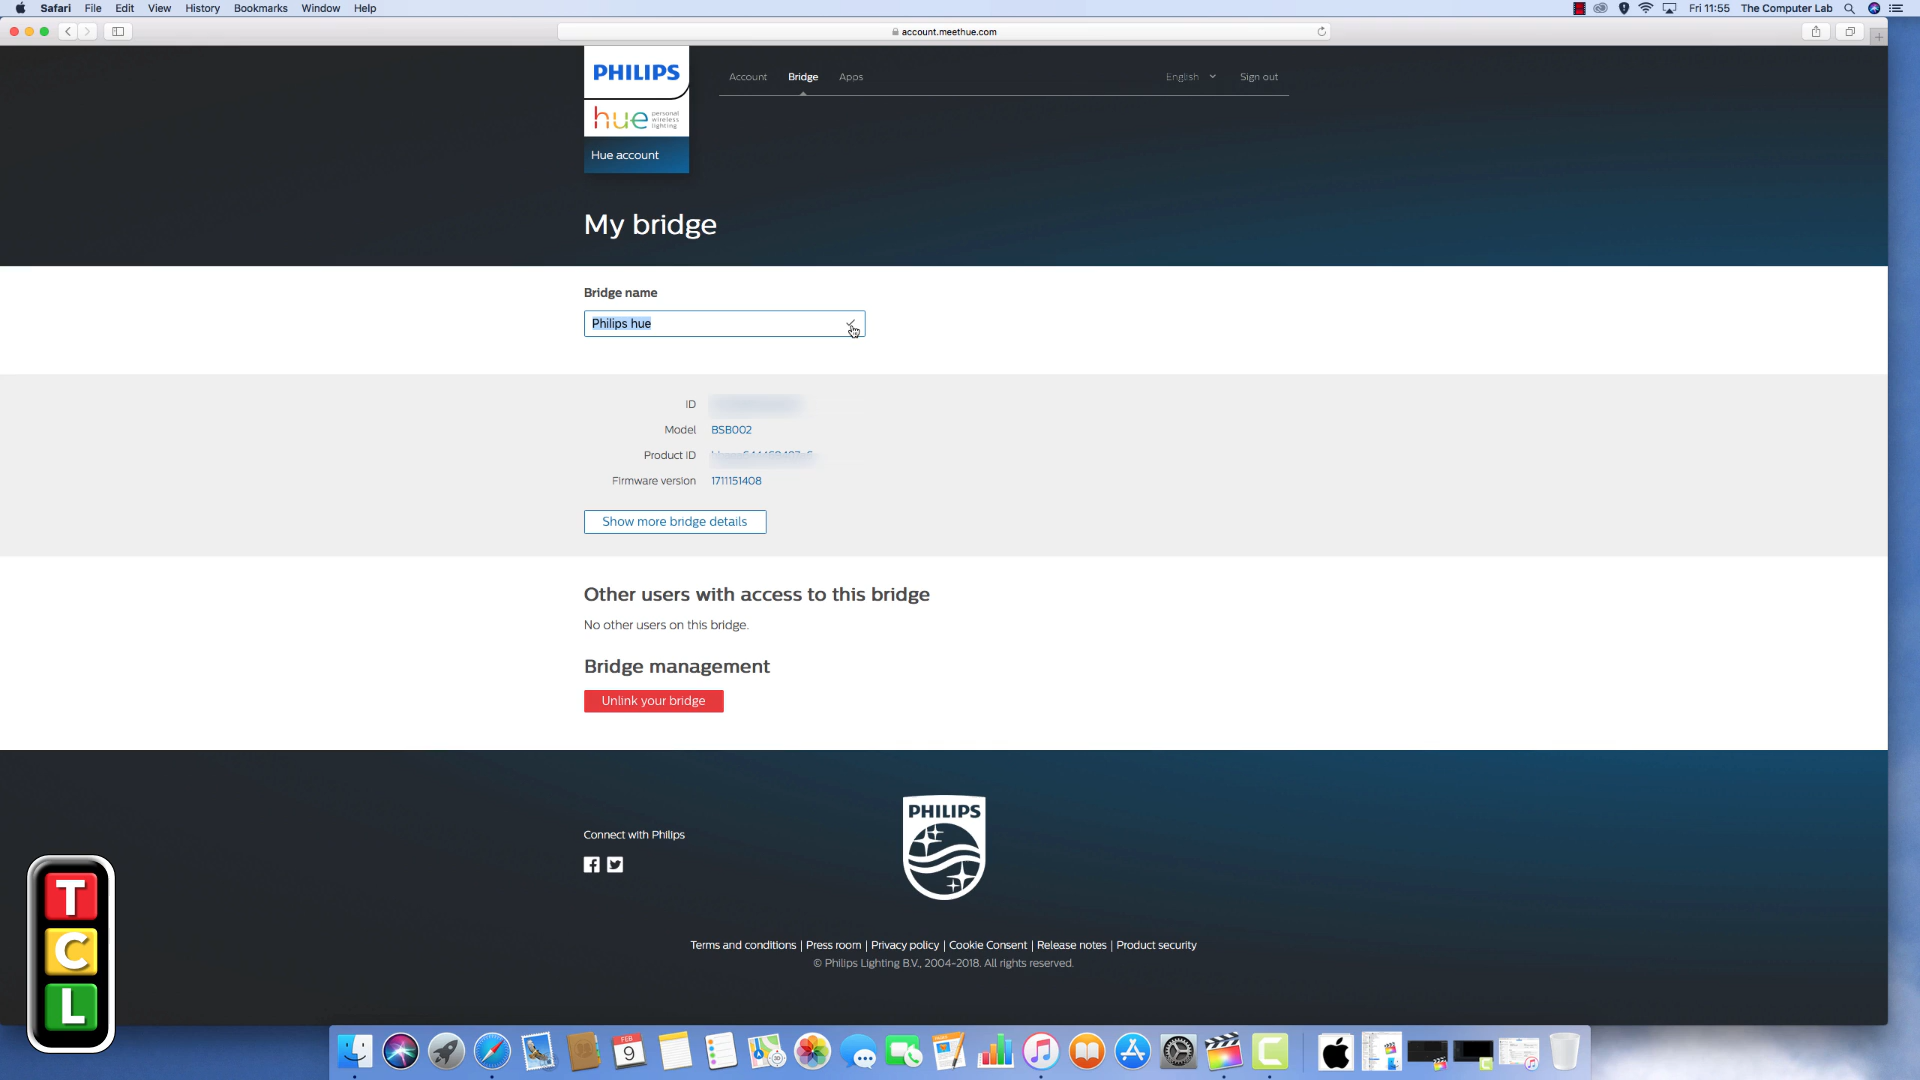 Safari File Edit View History Bookmarks Window Help Fri 11:55 The Computer Lab
account.meethue.com
PHILIPS
hue personal wireless lighting
Hue account
Account Bridge Apps English Sign out
My bridge
Bridge name
Philips hue
ID
Model BSB002
Product ID
Firmware version 1711151408
Show more bridge details
Other users with access to this bridge
No other users on this bridge.
Bridge management
Unlink your bridge
Connect with Philips
PHILIPS
Terms and conditions | Press room | Privacy policy | Cookie Consent | Release notes | Product security
© Philips Lighting B.V., 2004-2018. All rights reserved.
T
C
L
FEB
9